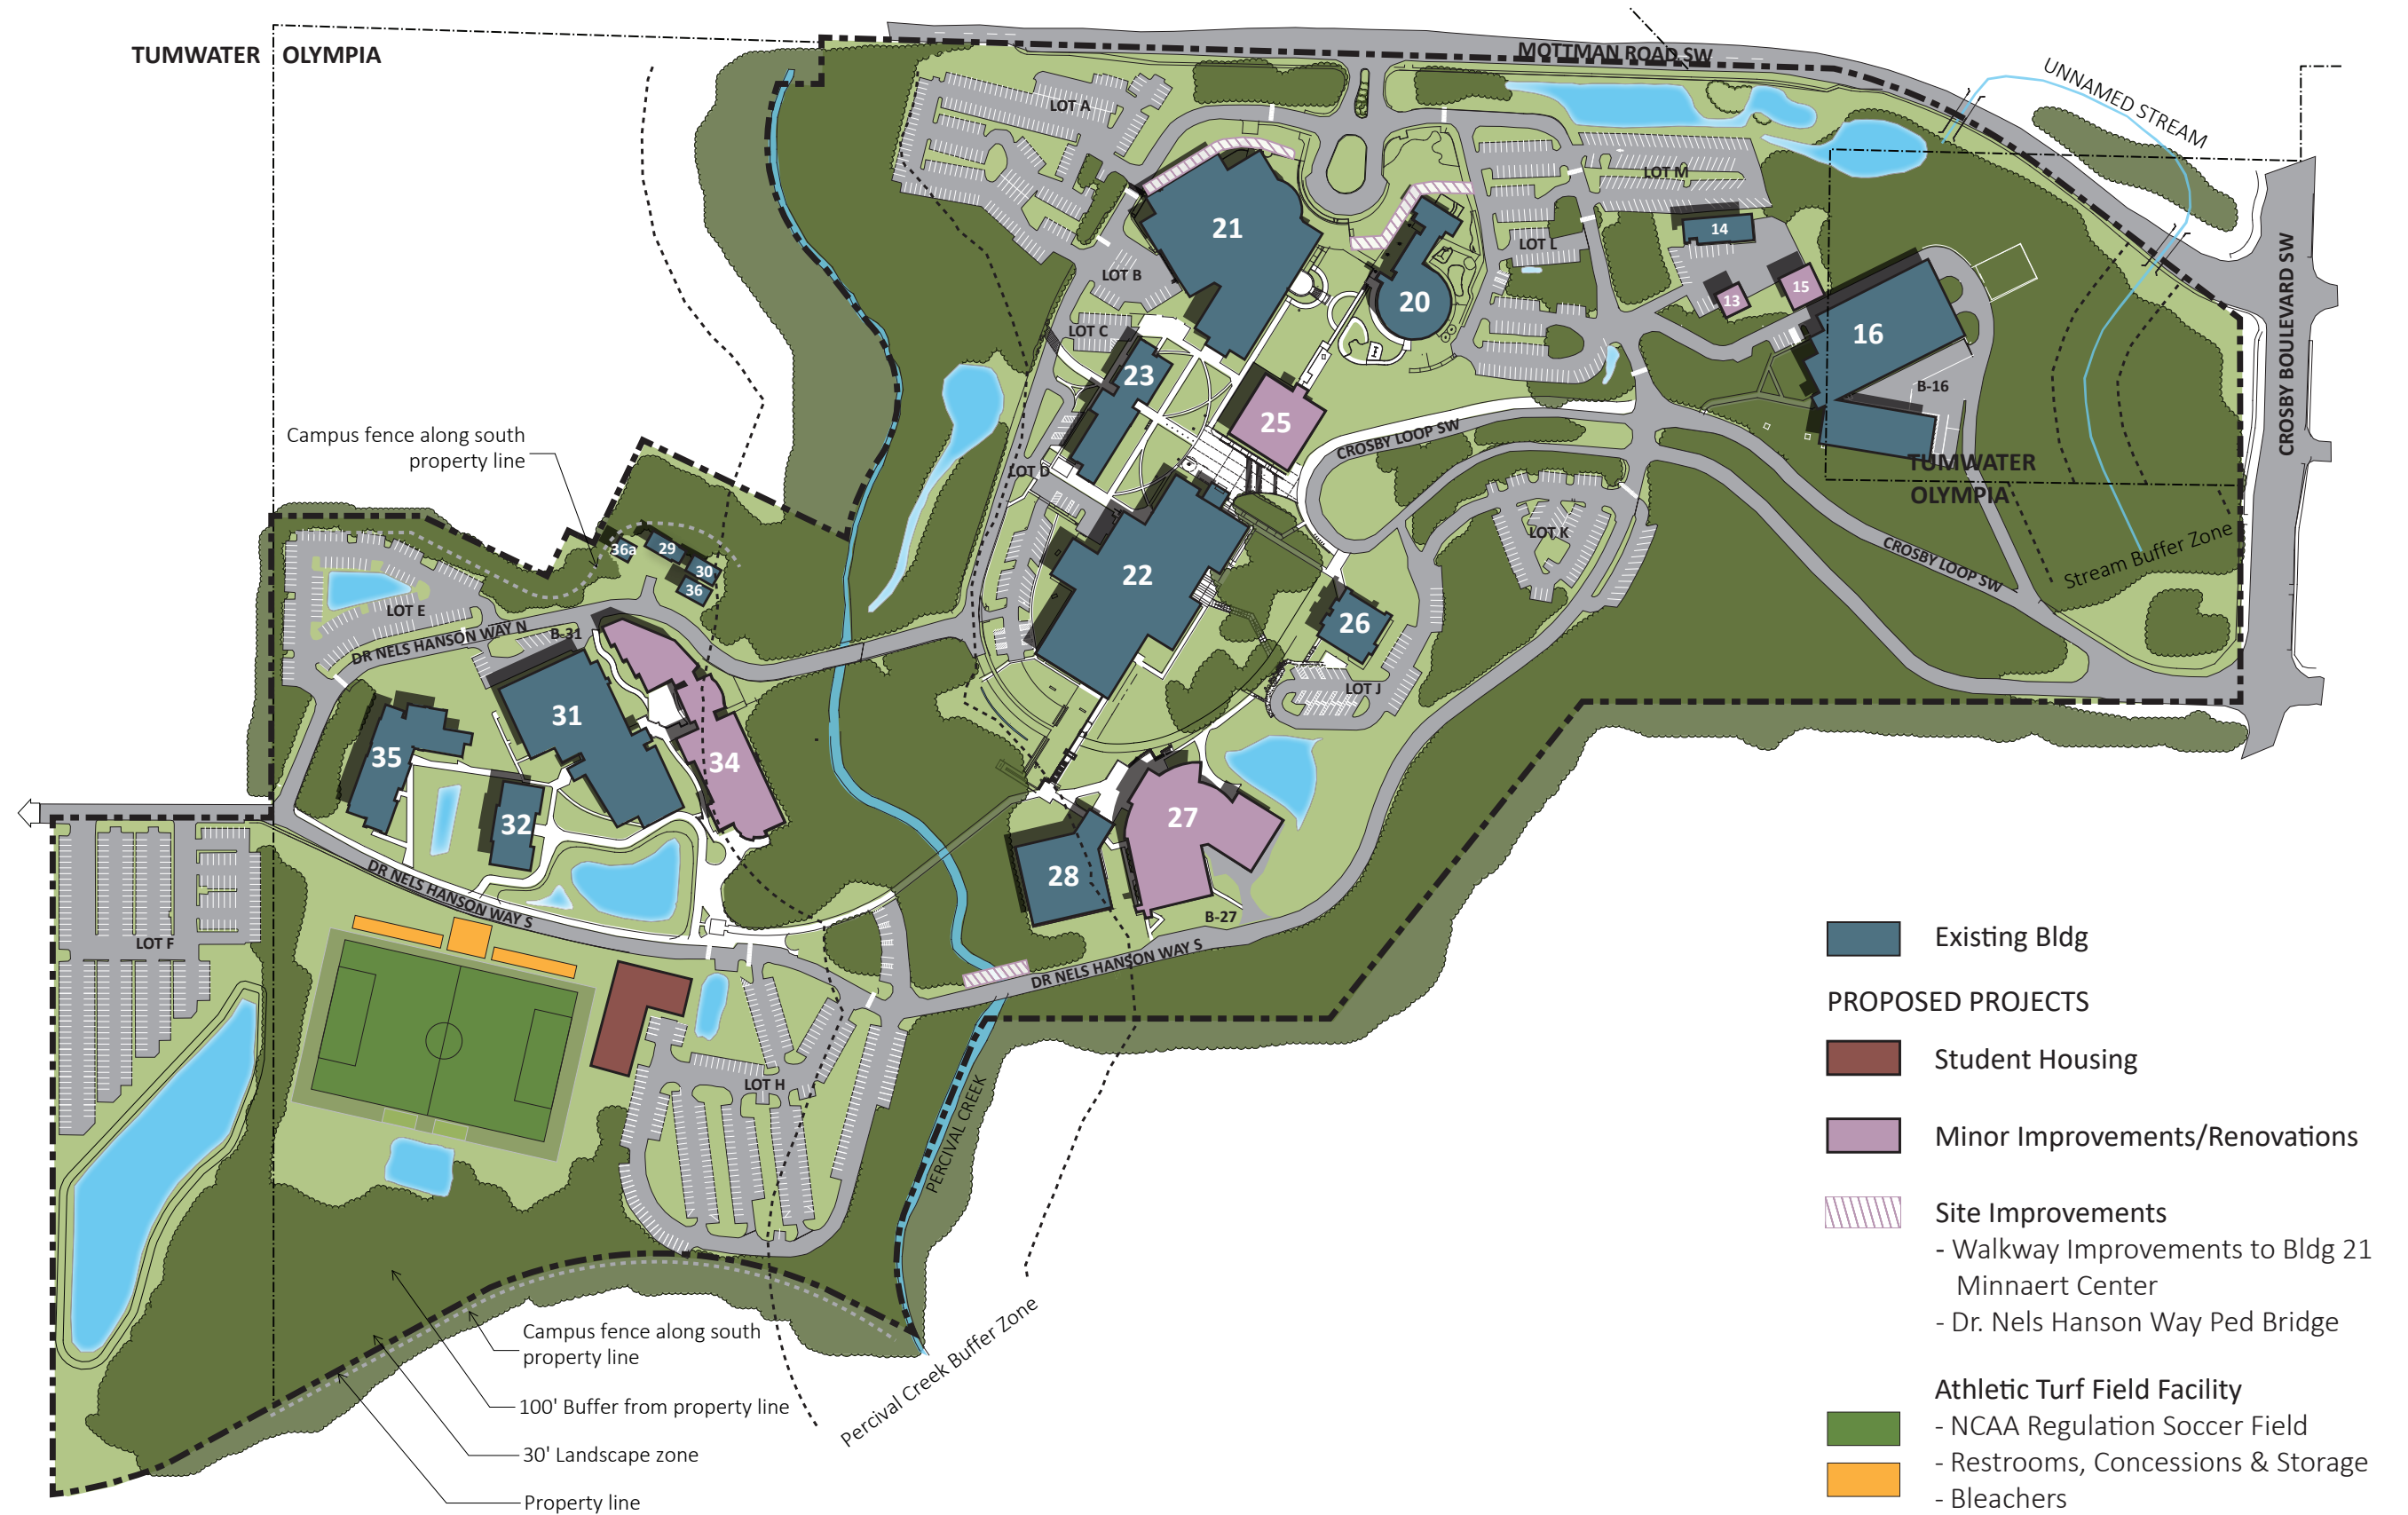 TUMWATER
OLYMPIA
MOTTMAN ROAD SW
UNNAMED STREAM
LOT A
LOT M
21
14
LOT L
LOT B
20
13
15
CROSBY BOULEVARD SW
LOT C
16
23
B-16
25
CROSBY LOOP SW
Campus fence along south
property line
LOT D
TUMWATER
OLYMPIA
LOT K
36a
29
30
36
22
CROSBY LOOP SW
Stream Buffer Zone
LOT E
26
DR NELS HANSON WAY N
B-31
LOT J
31
35
34
32
27
28
DR NELS HANSON WAY S
B-27
LOT F
DR NELS HANSON WAY S
LOT H
PERCIVAL CREEK
Percival Creek Buffer Zone
Campus fence along south
property line
100' Buffer from property line
30' Landscape zone
Property line
Existing Bldg
PROPOSED PROJECTS
Student Housing
Minor Improvements/Renovations
Site Improvements
- Walkway Improvements to Bldg 21
Minnaert Center
- Dr. Nels Hanson Way Ped Bridge
Athletic Turf Field Facility
- NCAA Regulation Soccer Field
- Restrooms, Concessions & Storage
- Bleachers